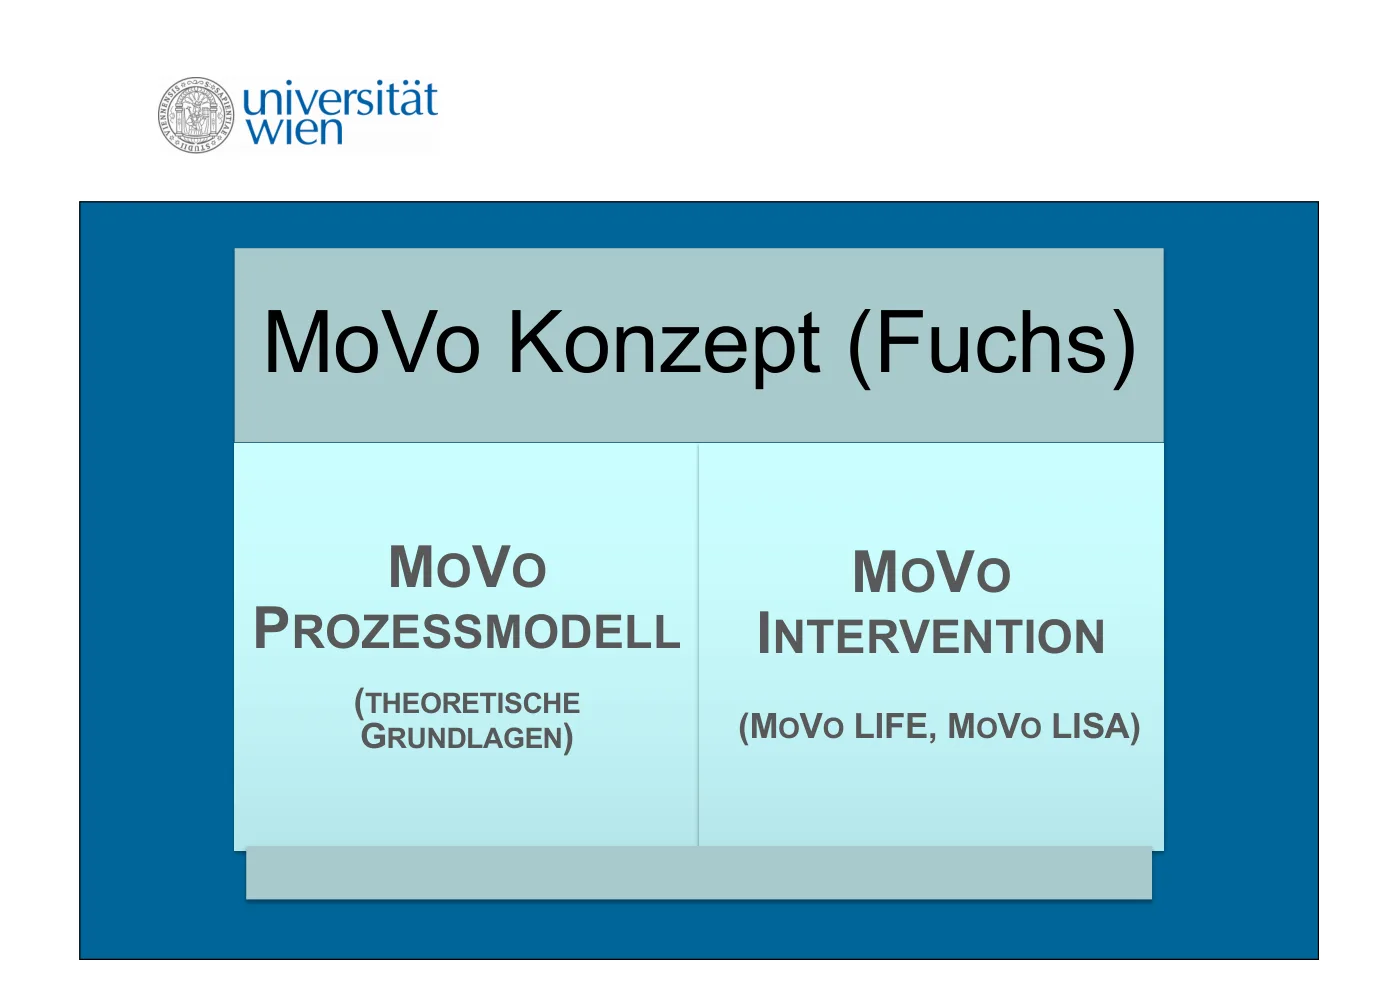 universität
wien
MoVo Konzept (Fuchs)
MoVo
Prozessmodell
(theoretische
Grundlagen)
MoVo
Intervention
(MoVo LIFE, MoVo LISA)